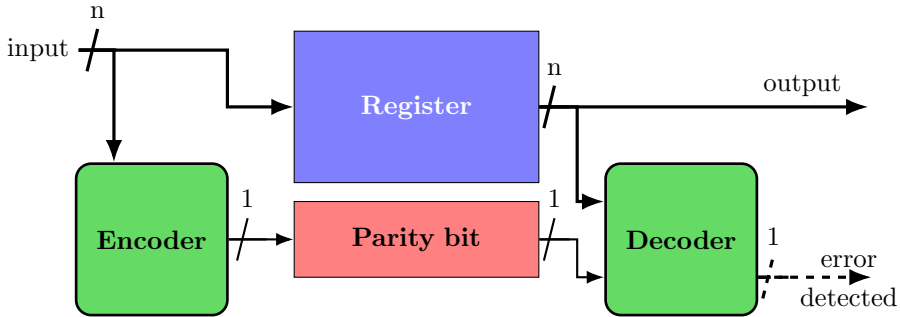 n
input
n
Register
output
1
1
Encoder
Parity bit
Decoder
1
error
detected